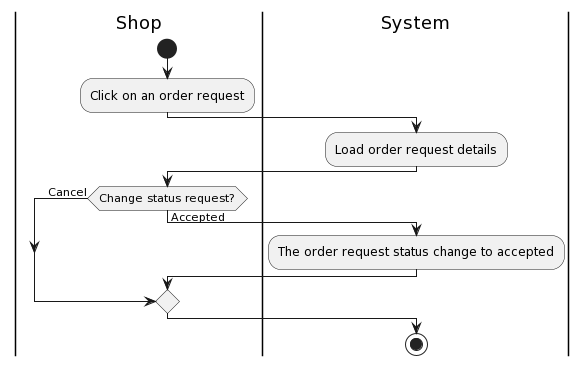 Shop
System
Click on an order request
Load order request details
Cancel
Change status request?
Accepted
The order request status change to accepted